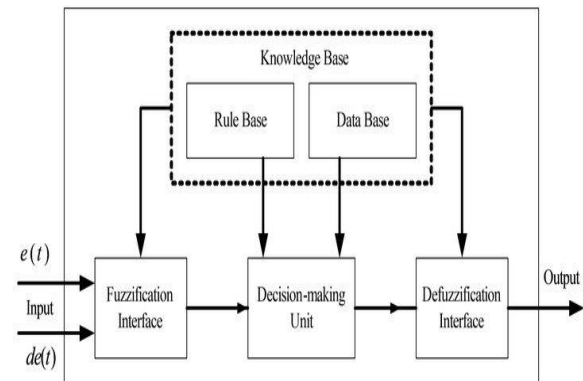 Knowledge Base
Rule Base
Data Base
e(t)
Input
de(t)
Fuzzification
Interface
Decision-making
Unit
Defuzzification
Interface
Output